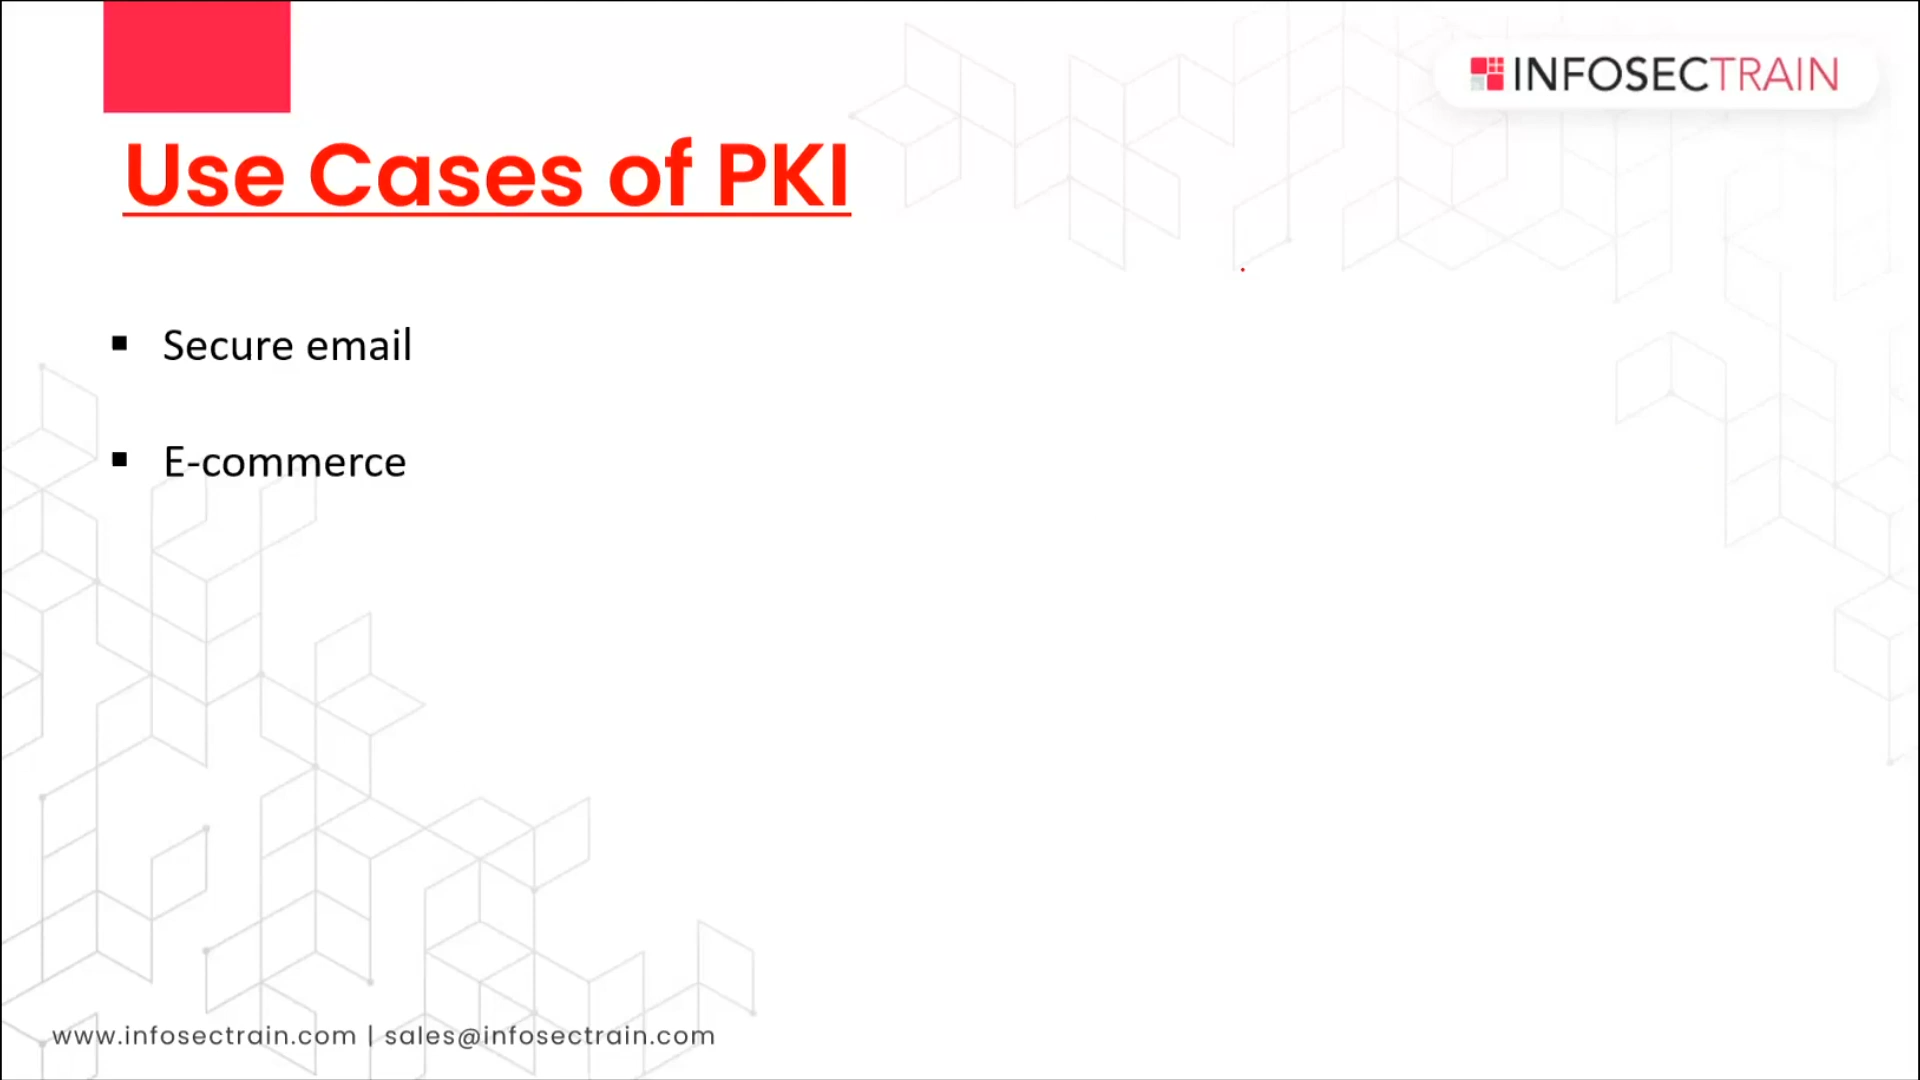 INFOSECTRAIN
Use Cases of PKI
▪ Secure email
▪ E-commerce
www.infosectrain.com | sales@infosectrain.com